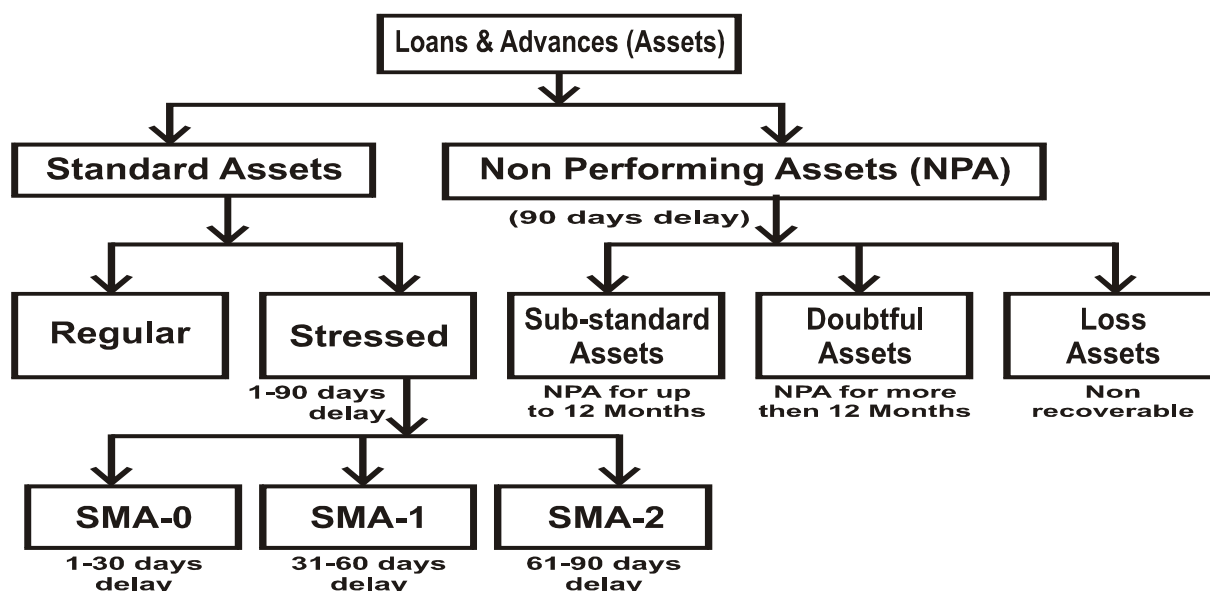 Loans & Advances (Assets)
Standard Assets
Non Performing Assets (NPA)
(90 days delay)
Regular
Stressed
1-90 days
delay
Sub-standard
Assets
NPA for up
to 12 Months
Doubtful
Assets
NPA for more
then 12 Months
Loss
Assets
Non
recoverable
SMA-0
1-30 days
delay
SMA-1
31-60 days
delay
SMA-2
61-90 days
delay